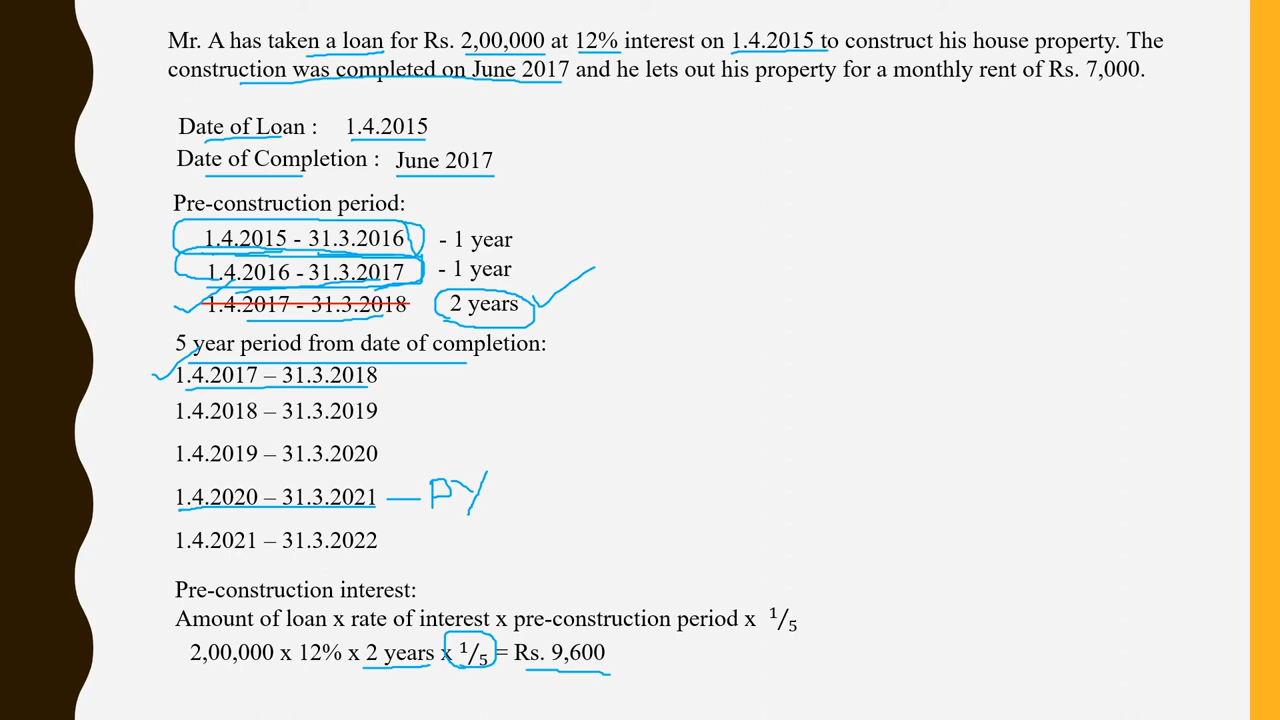 Mr. A has taken a loan for Rs. 2,00,000 at 12% interest on 1.4.2015 to construct his house property. The
construction was completed on June 2017 and he lets out his property for a monthly rent of Rs. 7,000.
Date of Loan : 1.4.2015
Date of Completion : June 2017
Pre-construction period:
1.4.2015 - 31.3.2016 - 1 year
1.4.2016 - 31.3.2017 - 1 year
1.4.2017 - 31.3.2018 2 years
5 year period from date of completion:
1.4.2017 – 31.3.2018
1.4.2018 – 31.3.2019
1.4.2019 – 31.3.2020
1.4.2020 – 31.3.2021 — PY
1.4.2021 – 31.3.2022
Pre-construction interest:
Amount of loan x rate of interest x pre-construction period x 1/5
2,00,000 x 12% x 2 years x 1/5 = Rs. 9,600